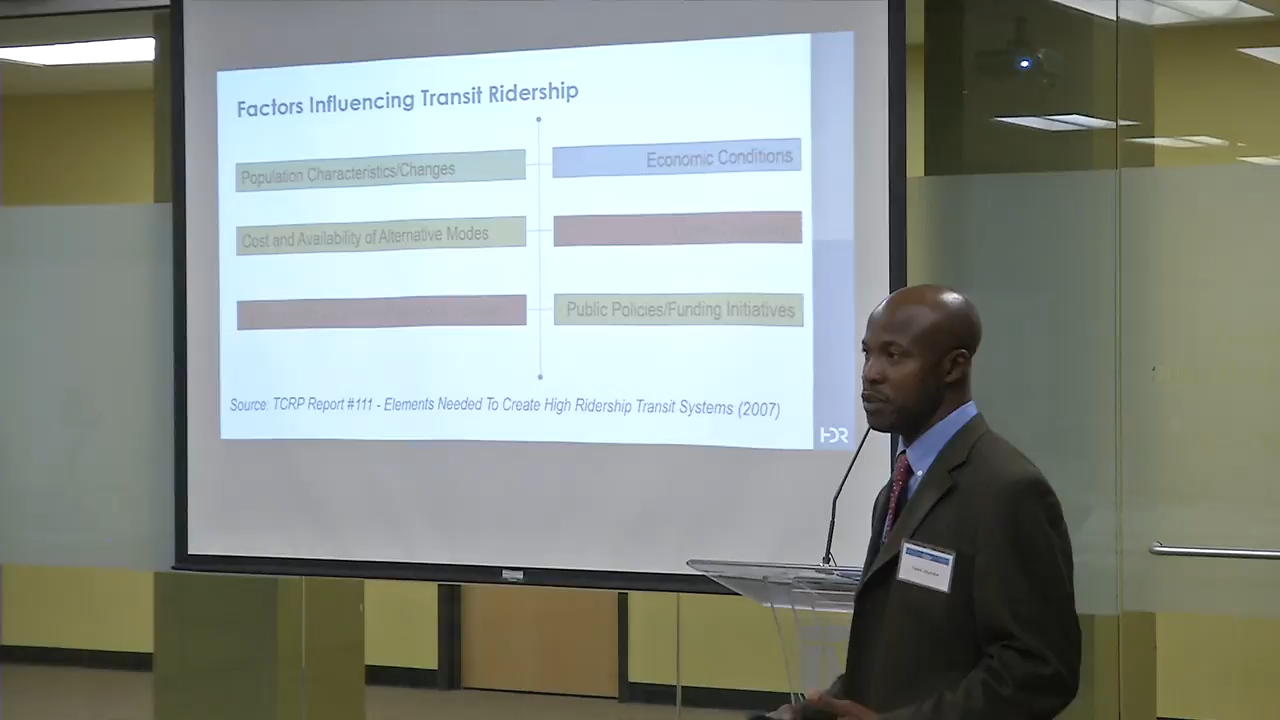 Factors Influencing Transit Ridership
Population Characteristics/Changes
Economic Conditions
Cost and Availability of Alternative Modes
Public Policies/Funding Initiatives
Source: TCRP Report #111 - Elements Needed To Create High Ridership Transit Systems (2007)
HDR